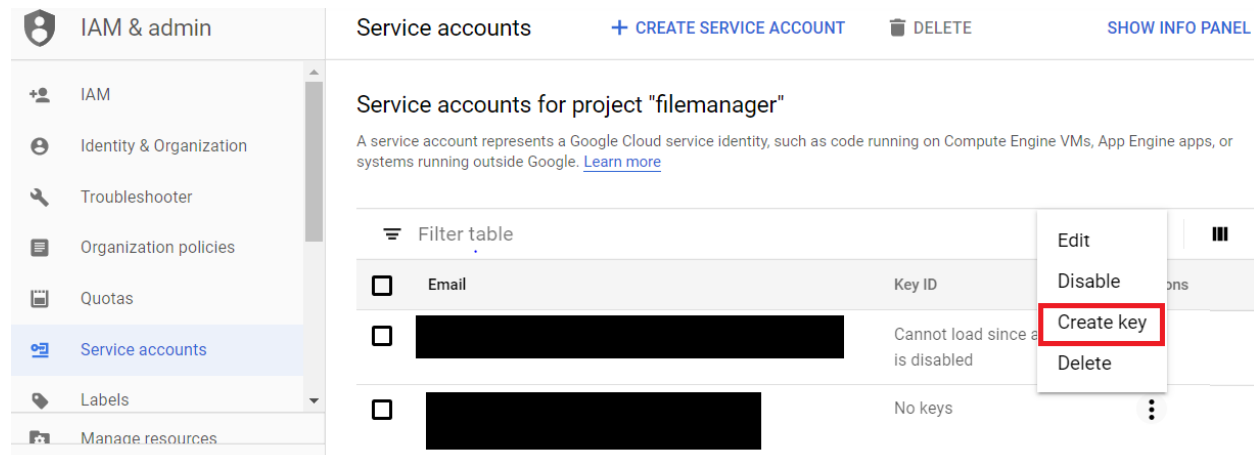 IAM & admin
Service accounts
CREATE SERVICE ACCOUNT
DELETE
SHOW INFO PANEL
IAM
Identity & Organization
Troubleshooter
Organization policies
Quotas
Service accounts
Labels
Manage resources
Service accounts for project "filemanager"
A service account represents a Google Cloud service identity, such as code running on Compute Engine VMs, App Engine apps, or
systems running outside Google. Learn more
Filter table
Email
Key ID
ons
Cannot load since a
is disabled
No keys
Edit
Disable
Create key
Delete